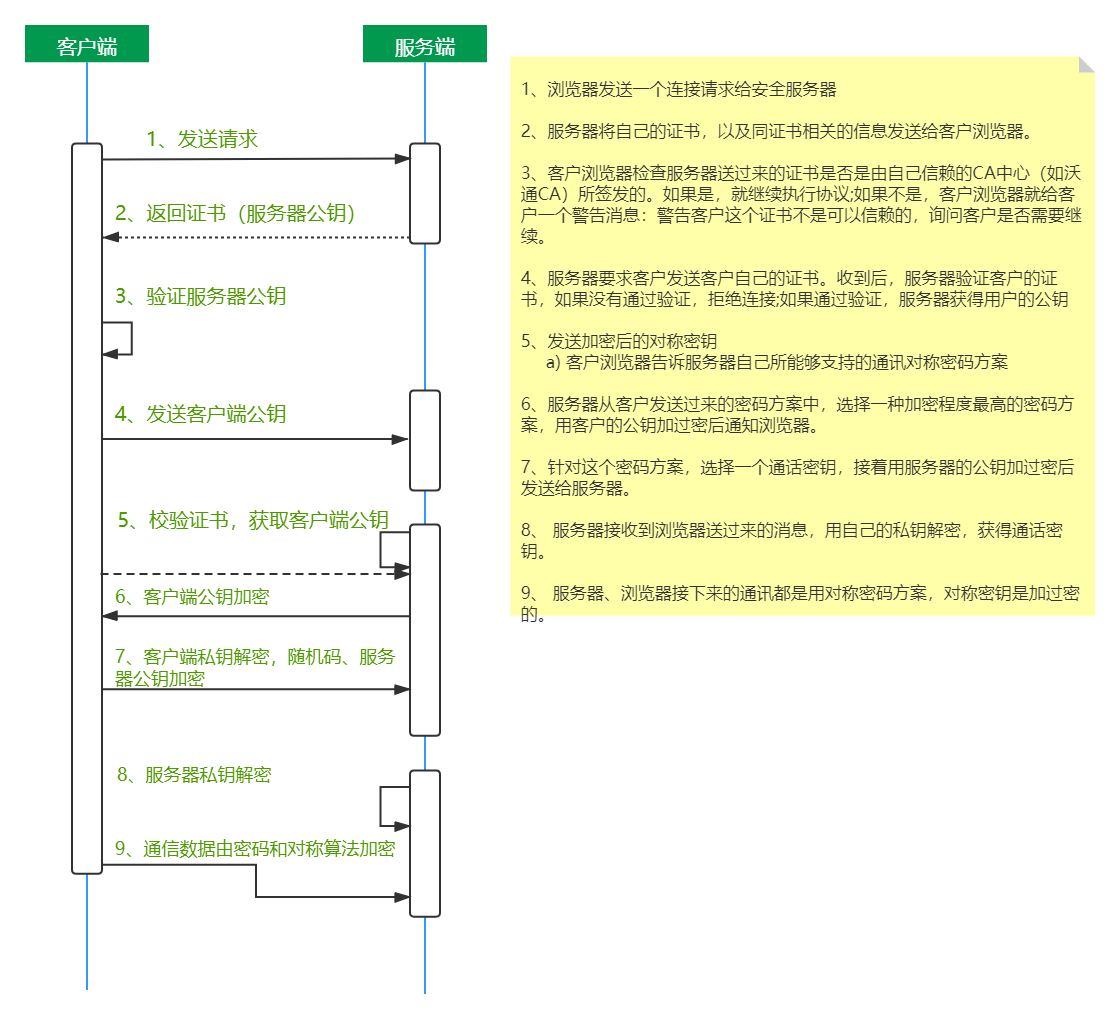 客户端
服务端
1、发送请求
2、返回证书（服务器公钥）
3、验证服务器公钥
4、发送客户端公钥
5、校验证书，获取客户端公钥
6、客户端公钥加密
7、客户端私钥解密，随机码、服务
器公钥加密
8、服务器私钥解密
9、通信数据由密码和对称算法加密
1、浏览器发送一个连接请求给安全服务器
2、服务器将自己的证书，以及同证书相关的信息发送给客户浏览器。
3、客户浏览器检查服务器送过来的证书是否是由自己信赖的CA中心（如沃
通CA）所签发的。如果是，就继续执行协议;如果不是，客户浏览器就给客
户一个警告消息：警告客户这个证书不是可以信赖的，询问客户是否需要继
续。
4、服务器要求客户发送客户自己的证书。收到后，服务器验证客户的证
书，如果没有通过验证，拒绝连接;如果通过验证，服务器获得用户的公钥
5、发送加密后的对称密钥
a) 客户浏览器告诉服务器自己所能够支持的通讯对称密码方案
6、服务器从客户发送过来的密码方案中，选择一种加密程度最高的密码方
案，用客户的公钥加过密后通知浏览器。
7、针对这个密码方案，选择一个通话密钥，接着用服务器的公钥加过密后
发送给服务器。
8、 服务器接收到浏览器送过来的消息，用自己的私钥解密，获得通话密
钥。
9、 服务器、浏览器接下来的通讯都是用对称密码方案，对称密钥是加过密
的。